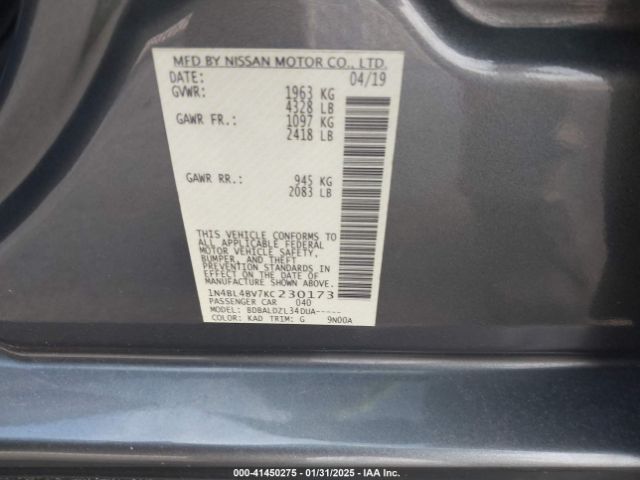 MFD BY NISSAN MOTOR CO., LTD.
DATE: 04/19
GVWR: 1963 KG
4328 LB
GAWR FR.: 1097 KG
2418 LB
GAWR RR.: 945 KG
2083 LB
THIS VEHICLE CONFORMS TO
ALL APPLICABLE FEDERAL
MOTOR VEHICLE SAFETY,
BUMPER, AND THEFT
PREVENTION STANDARDS IN
EFFECT ON THE DATE OF
MANUFACTURE SHOWN ABOVE.
1N4BL4BV7KC230173
PASSENGER CAR 040
MODEL: BDBALDZL34DUA-----
COLOR: KAD TRIM: G 9N00A
000-41450275 - 01/31/2025 - IAA Inc.